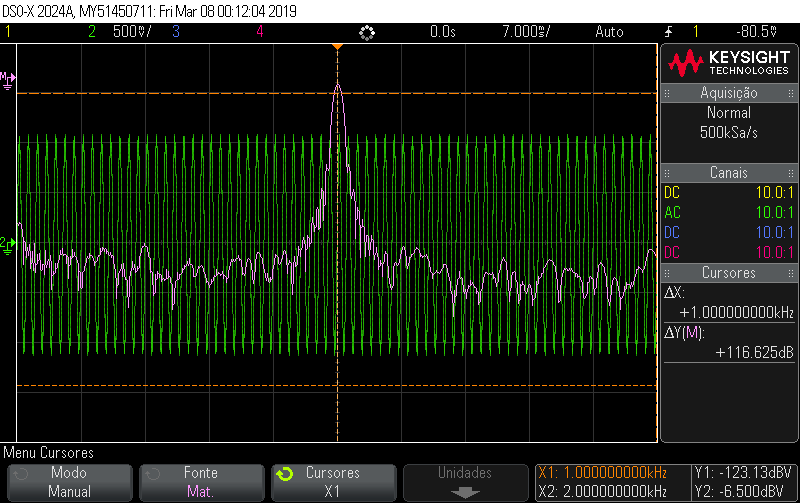 DSO-X 2024A, MY51450711: Fri Mar 08 00:12:04 2019
1 2 500mV/ 3 4 0.0s 7.000ms/ Auto 1 -80.5mV
M
2
KEYSIGHT
TECHNOLOGIES
Aquisição
Normal
500kSa/s
Canais
DC 10.0:1
AC 10.0:1
DC 10.0:1
DC 10.0:1
Cursores
ΔX:
+1.000000000kHz
ΔY(M):
+116.625dB
Menu Cursores
Modo
Manual
Fonte
Mat.
Cursores
X1
Unidades
X1: 1.000000000kHz Y1: -123.13dBV
X2: 2.000000000kHz Y2: -6.500dBV